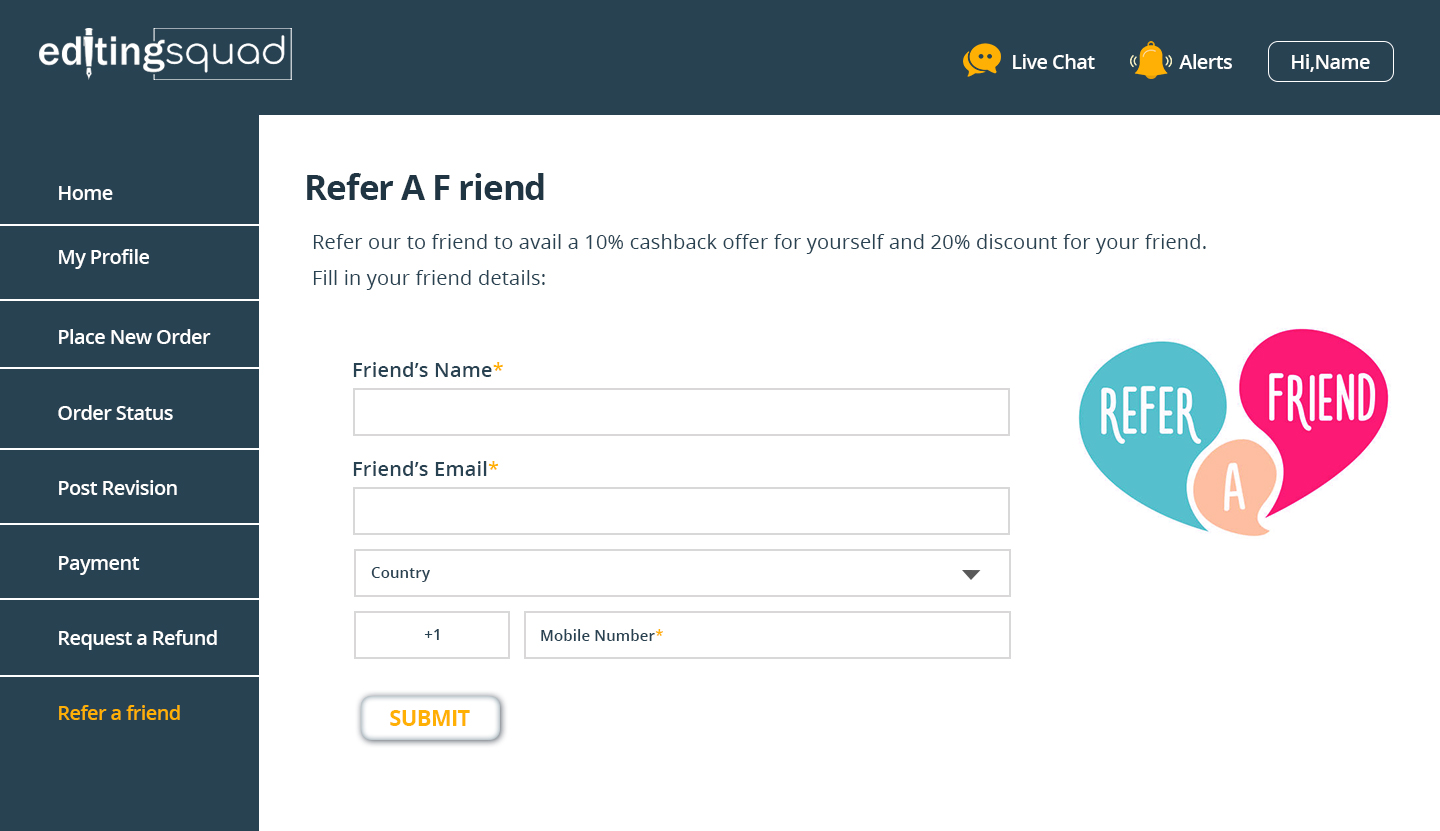 editingsquad
Live Chat
Alerts
Hi,Name
Home
My Profile
Place New Order
Order Status
Post Revision
Payment
Request a Refund
Refer a friend
Refer A F riend
Refer our to friend to avail a 10% cashback offer for yourself and 20% discount for your friend.
Fill in your friend details:
Friend’s Name*
Friend’s Email*
Country
+1
Mobile Number*
SUBMIT
REFER
A
FRIEND